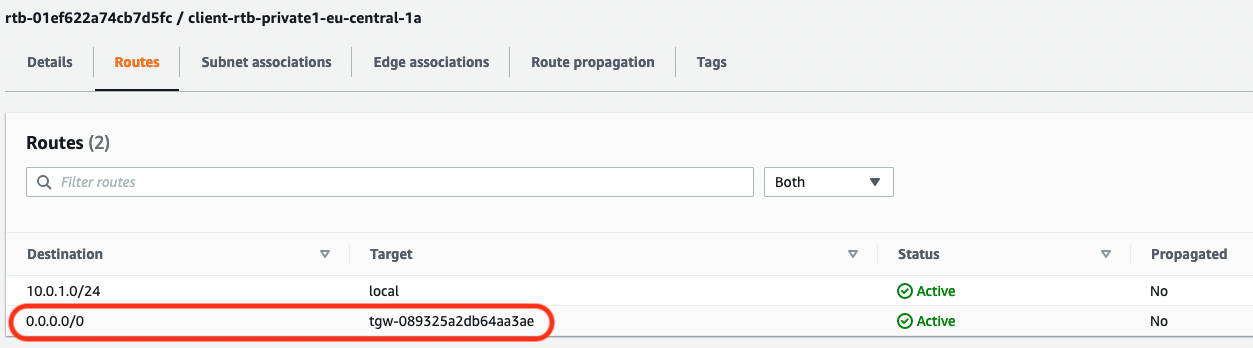 rtb-01ef622a74cb7d5fc / client-rtb-private1-eu-central-1a
Details Routes Subnet associations Edge associations Route propagation Tags
Routes (2)
Filter routes Both
Destination Target Status Propagated
10.0.1.0/24 local Active No
0.0.0.0/0 tgw-089325a2db64aa3ae Active No